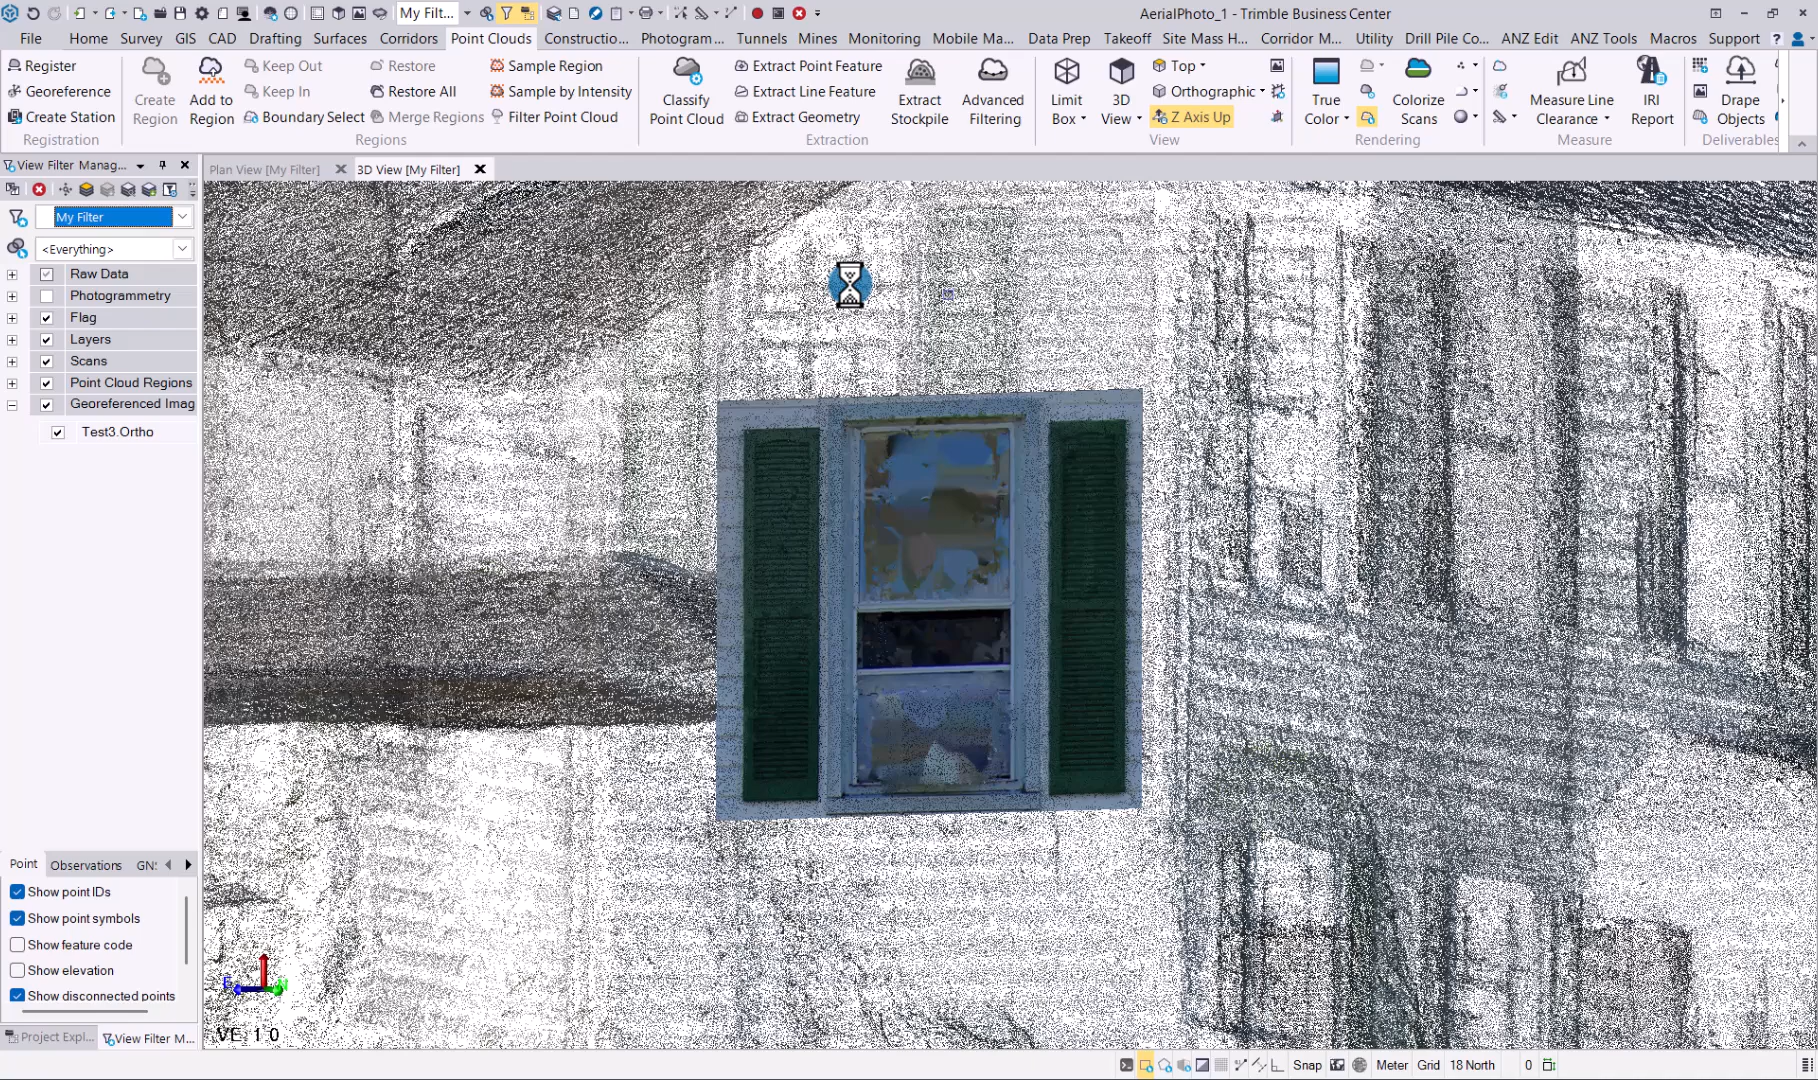 My Filt...
AerialPhoto_1 - Trimble Business Center
File Home Survey GIS CAD Drafting Surfaces Corridors Point Clouds Constructio... Photogram... Tunnels Mines Monitoring Mobile Ma... Data Prep Takeoff Site Mass H... Corridor M... Utility Drill Pile Co... ANZ Edit ANZ Tools Macros Support
Register
Georeference
Create Station
Registration
Create Region
Add to Region
Keep Out
Keep In
Boundary Select
Restore
Restore All
Merge Regions
Sample Region
Sample by Intensity
Filter Point Cloud
Regions
Classify Point Cloud
Extract Point Feature
Extract Line Feature
Extract Geometry
Extract Stockpile
Advanced Filtering
Extraction
Limit Box
3D View
Top
Orthographic
Z Axis Up
View
True Color
Colorize Scans
Rendering
Measure Line Clearance
IRI Report
Measure
Drape Objects
Deliverables
View Filter Manag...
Plan View [My Filter]
3D View [My Filter]
My Filter
<Everything>
Raw Data
Photogrammetry
Flag
Layers
Scans
Point Cloud Regions
Georeferenced Imag
Test3.Ortho
Point Observations GN:
Show point IDs
Show point symbols
Show feature code
Show elevation
Show disconnected points
Project Expl...
View Filter M...
E N
VE: 1.0
Snap Meter Grid 18 North 0